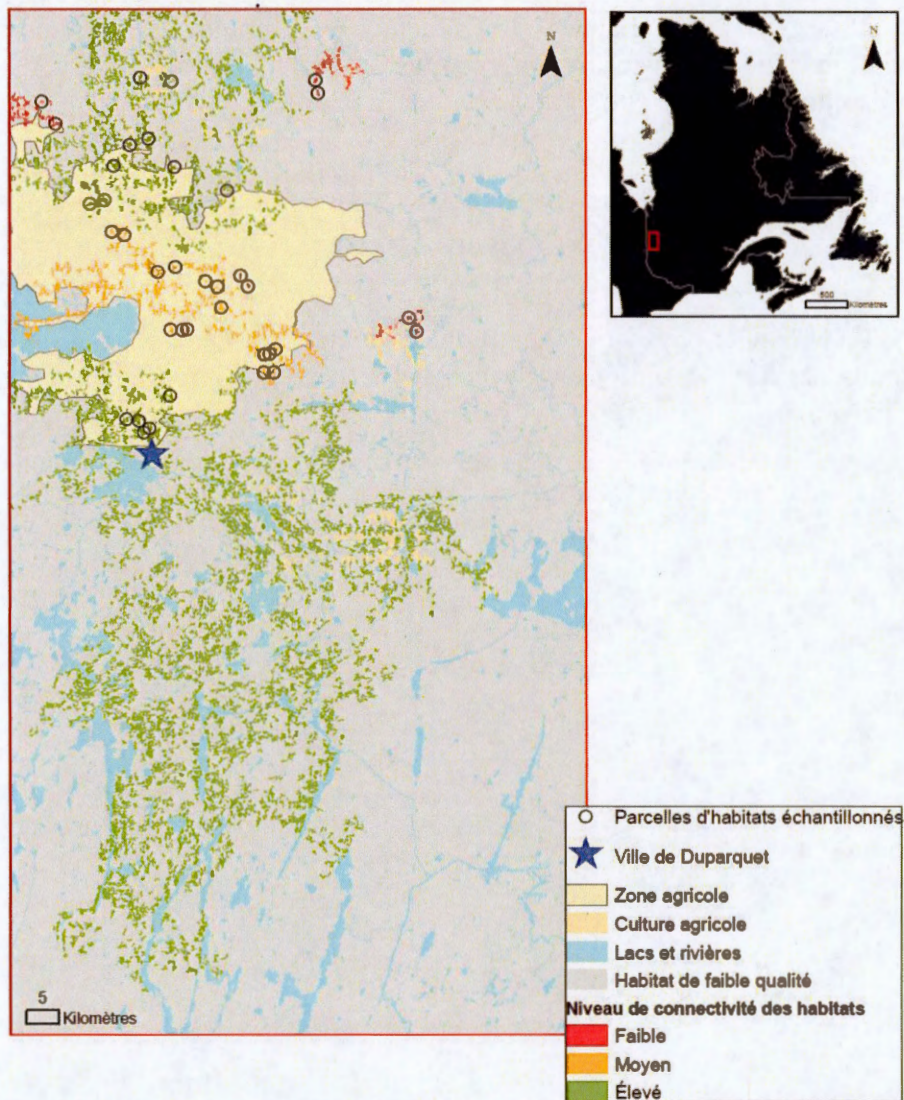 N
5
Kilomètres
N
500
Kilomètres
Parcelles d'habitats échantillonnés
Ville de Duparquet
Zone agricole
Culture agricole
Lacs et rivières
Habitat de faible qualité
Niveau de connectivité des habitats
Faible
Moyen
Élevé